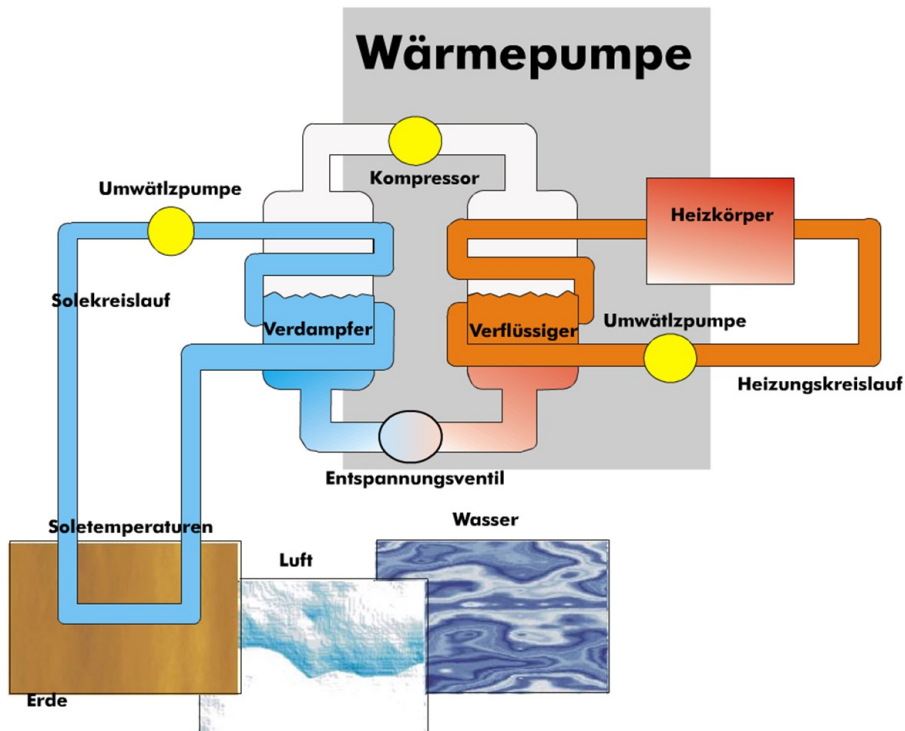 Wärmepumpe
Kompressor
Umwätlzpumpe
Heizkörper
Solekreislauf
Verdampfer
Verflüssiger
Umwätlzpumpe
Heizungskreislauf
Entspannungsventil
Soletemperaturen
Wasser
Luft
Erde